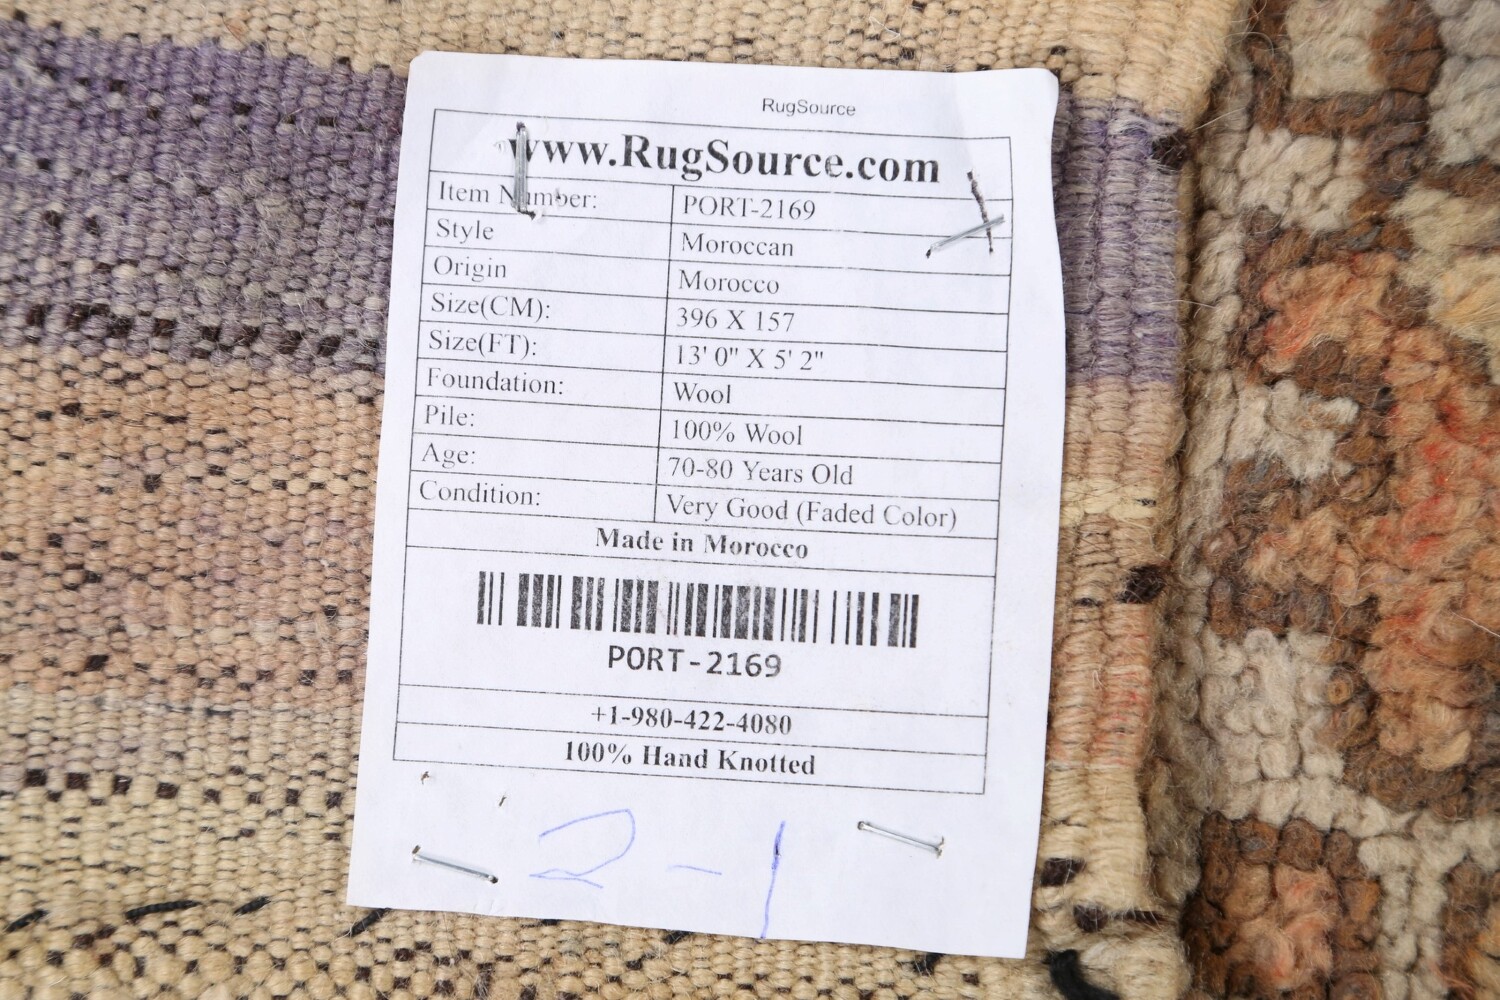 RugSource
www.RugSource.com
Item Number: PORT-2169
Style Moroccan
Origin Morocco
Size(CM): 396 X 157
Size(FT): 13' 0" X 5' 2"
Foundation: Wool
Pile: 100% Wool
Age: 70-80 Years Old
Condition: Very Good (Faded Color)
Made in Morocco
PORT-2169
+1-980-422-4080
100% Hand Knotted
2-1